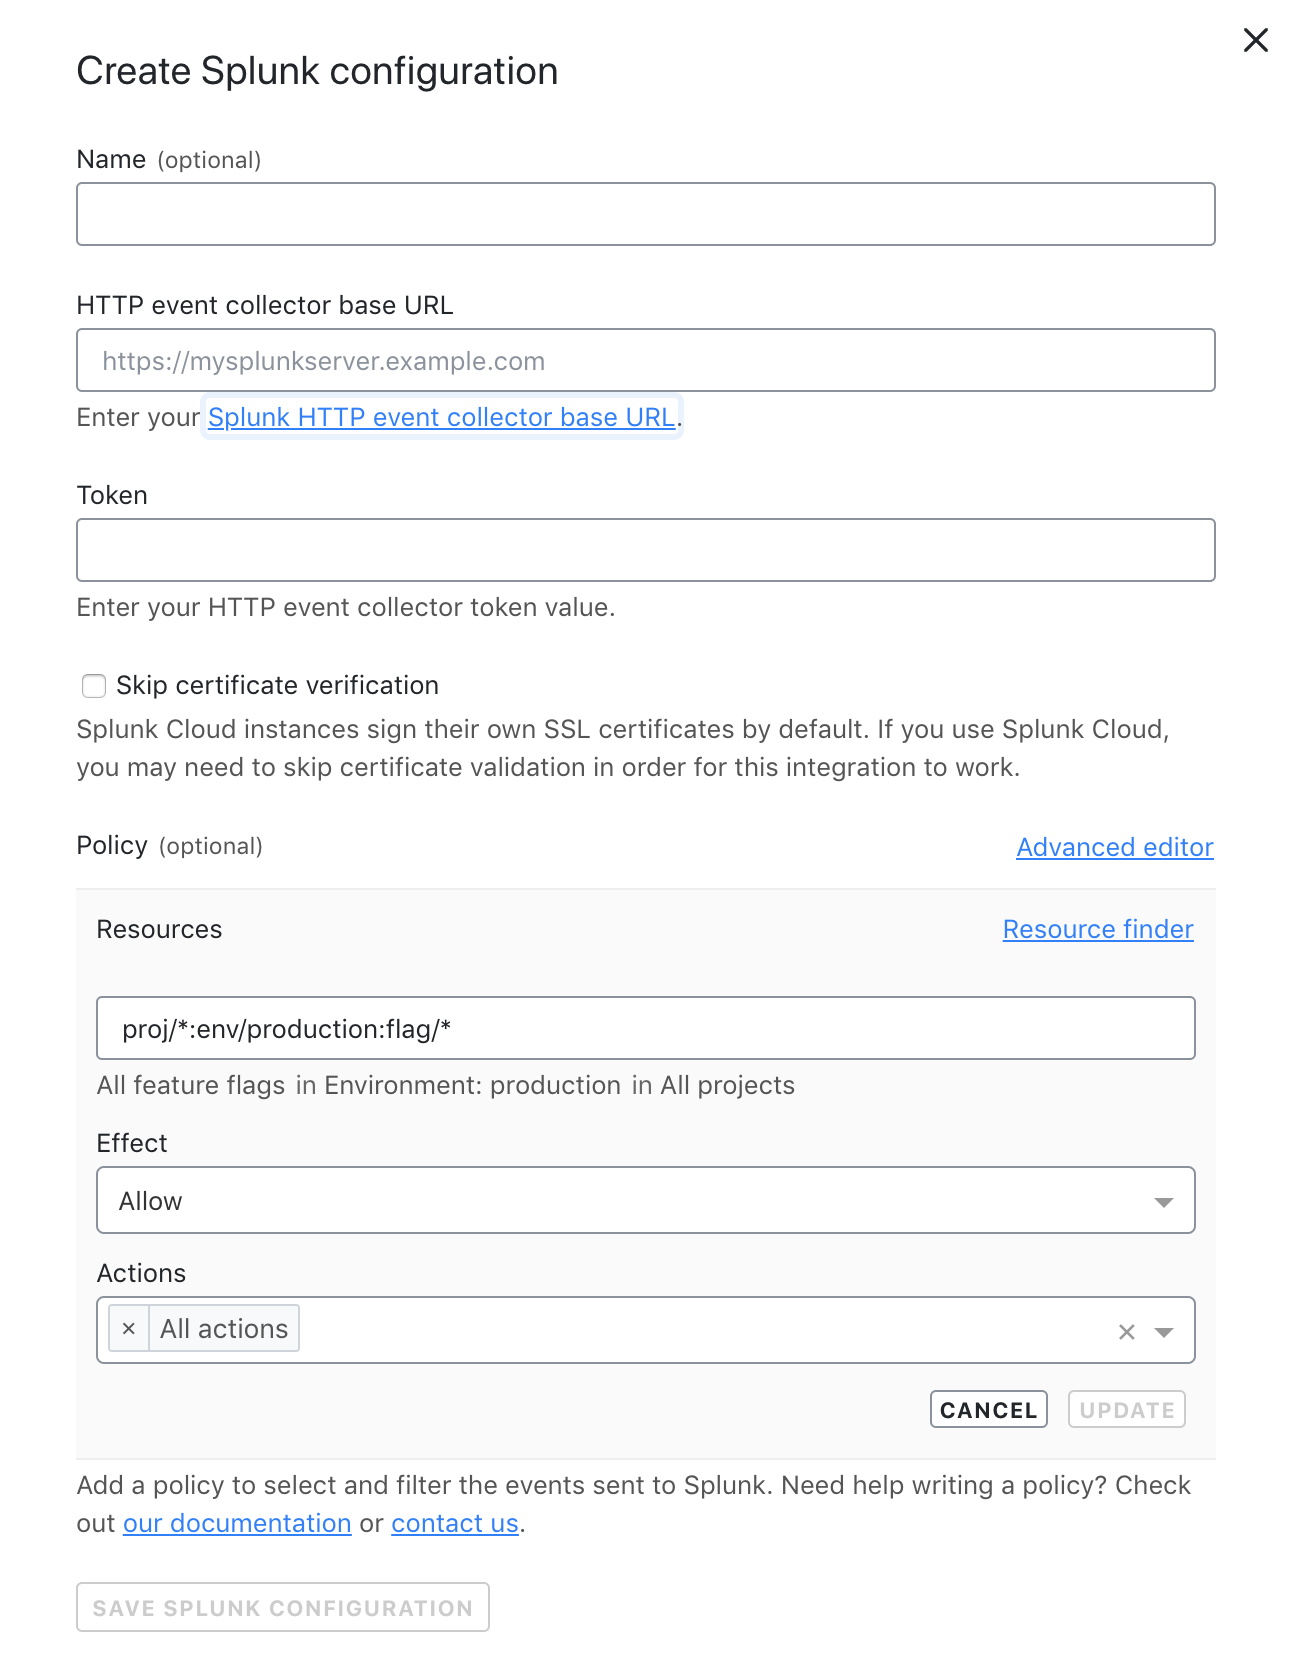 Create Splunk configuration
Name (optional)
HTTP event collector base URL
https://mysplunkserver.example.com
Enter your Splunk HTTP event collector base URL.
Token
Enter your HTTP event collector token value.
Skip certificate verification
Splunk Cloud instances sign their own SSL certificates by default. If you use Splunk Cloud,
you may need to skip certificate validation in order for this integration to work.
Policy (optional) Advanced editor
Resources Resource finder
proj/*:env/production:flag/*
All feature flags in Environment: production in All projects
Effect
Allow
Actions
× All actions
CANCEL UPDATE
Add a policy to select and filter the events sent to Splunk. Need help writing a policy? Check
out our documentation or contact us.
SAVE SPLUNK CONFIGURATION